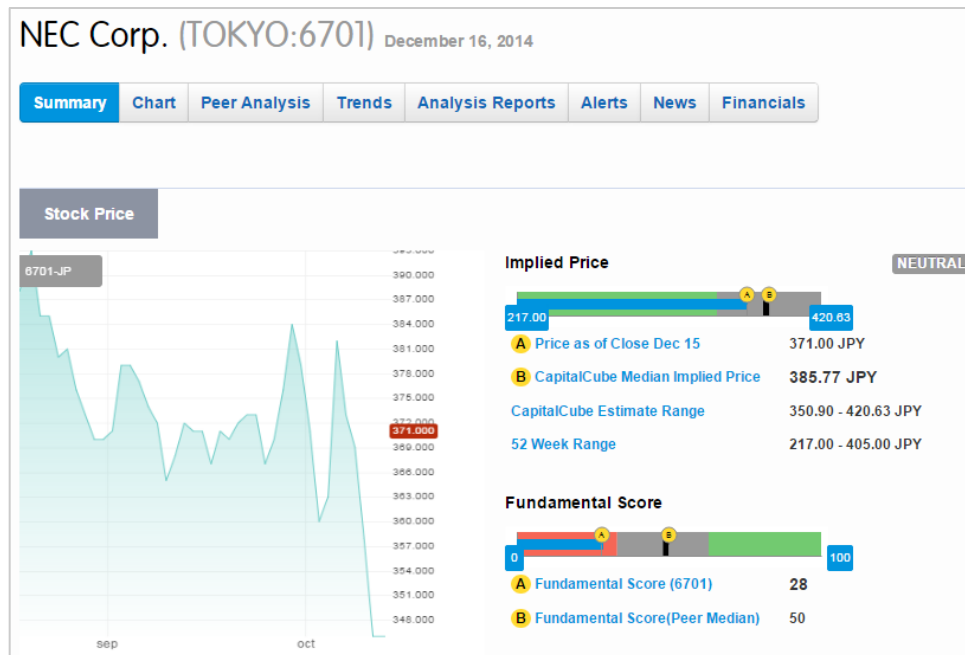 NEC Corp. (TOKYO:6701) December 16, 2014
Summary Chart Peer Analysis Trends Analysis Reports Alerts News Financials
Stock Price
6701-JP
390.000
387.000
384.000
381.000
378.000
375.000
372.000
371.000
369.000
366.000
363.000
360.000
357.000
354.000
351.000
348.000
sep oct
Implied Price NEUTRAL
A B
217.00 420.63
A Price as of Close Dec 15 371.00 JPY
B CapitalCube Median Implied Price 385.77 JPY
CapitalCube Estimate Range 350.90 - 420.63 JPY
52 Week Range 217.00 - 405.00 JPY
Fundamental Score
A B
0 100
A Fundamental Score (6701) 28
B Fundamental Score(Peer Median) 50